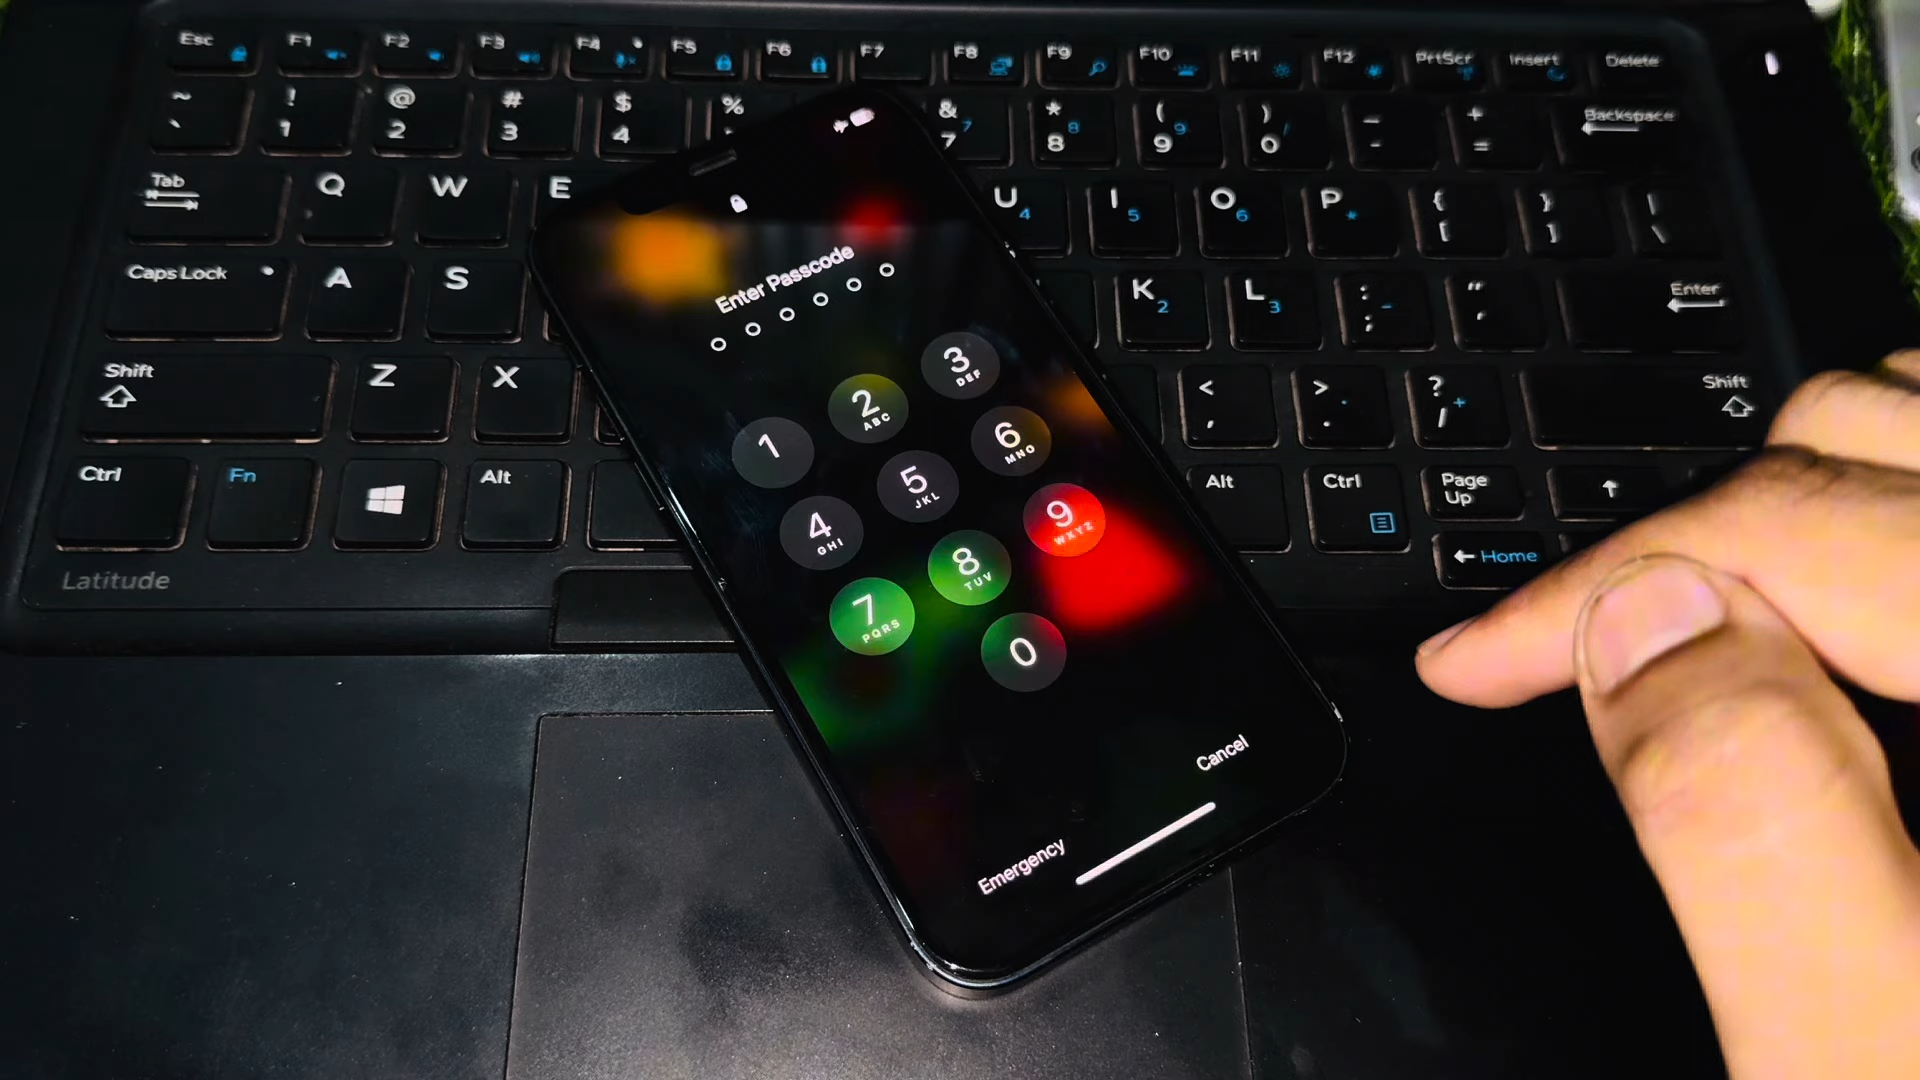 Esc F1 F2 F3 F4 F5 F6 F7 F8 F9 F10 F11 F12 PrtScr Insert Delete
~ ! @ # $ % & * ( ) _ + Backspace
` 1 2 3 4 7 7 8 8 9 9 0 / - =
Tab Q W E U 4 I 5 O 6 P * { [ } ] | \
Caps Lock A S K 2 L 3 : ; - " ' Enter
Shift Z X < , > . . ? / + Shift
Ctrl Fn Alt Alt Ctrl Page Up ↑
← Home
Latitude
Enter Passcode
1
2 ABC
3 DEF
4 GHI
5 JKL
6 MNO
7 PQRS
8 TUV
9 WXYZ
0
Emergency
Cancel